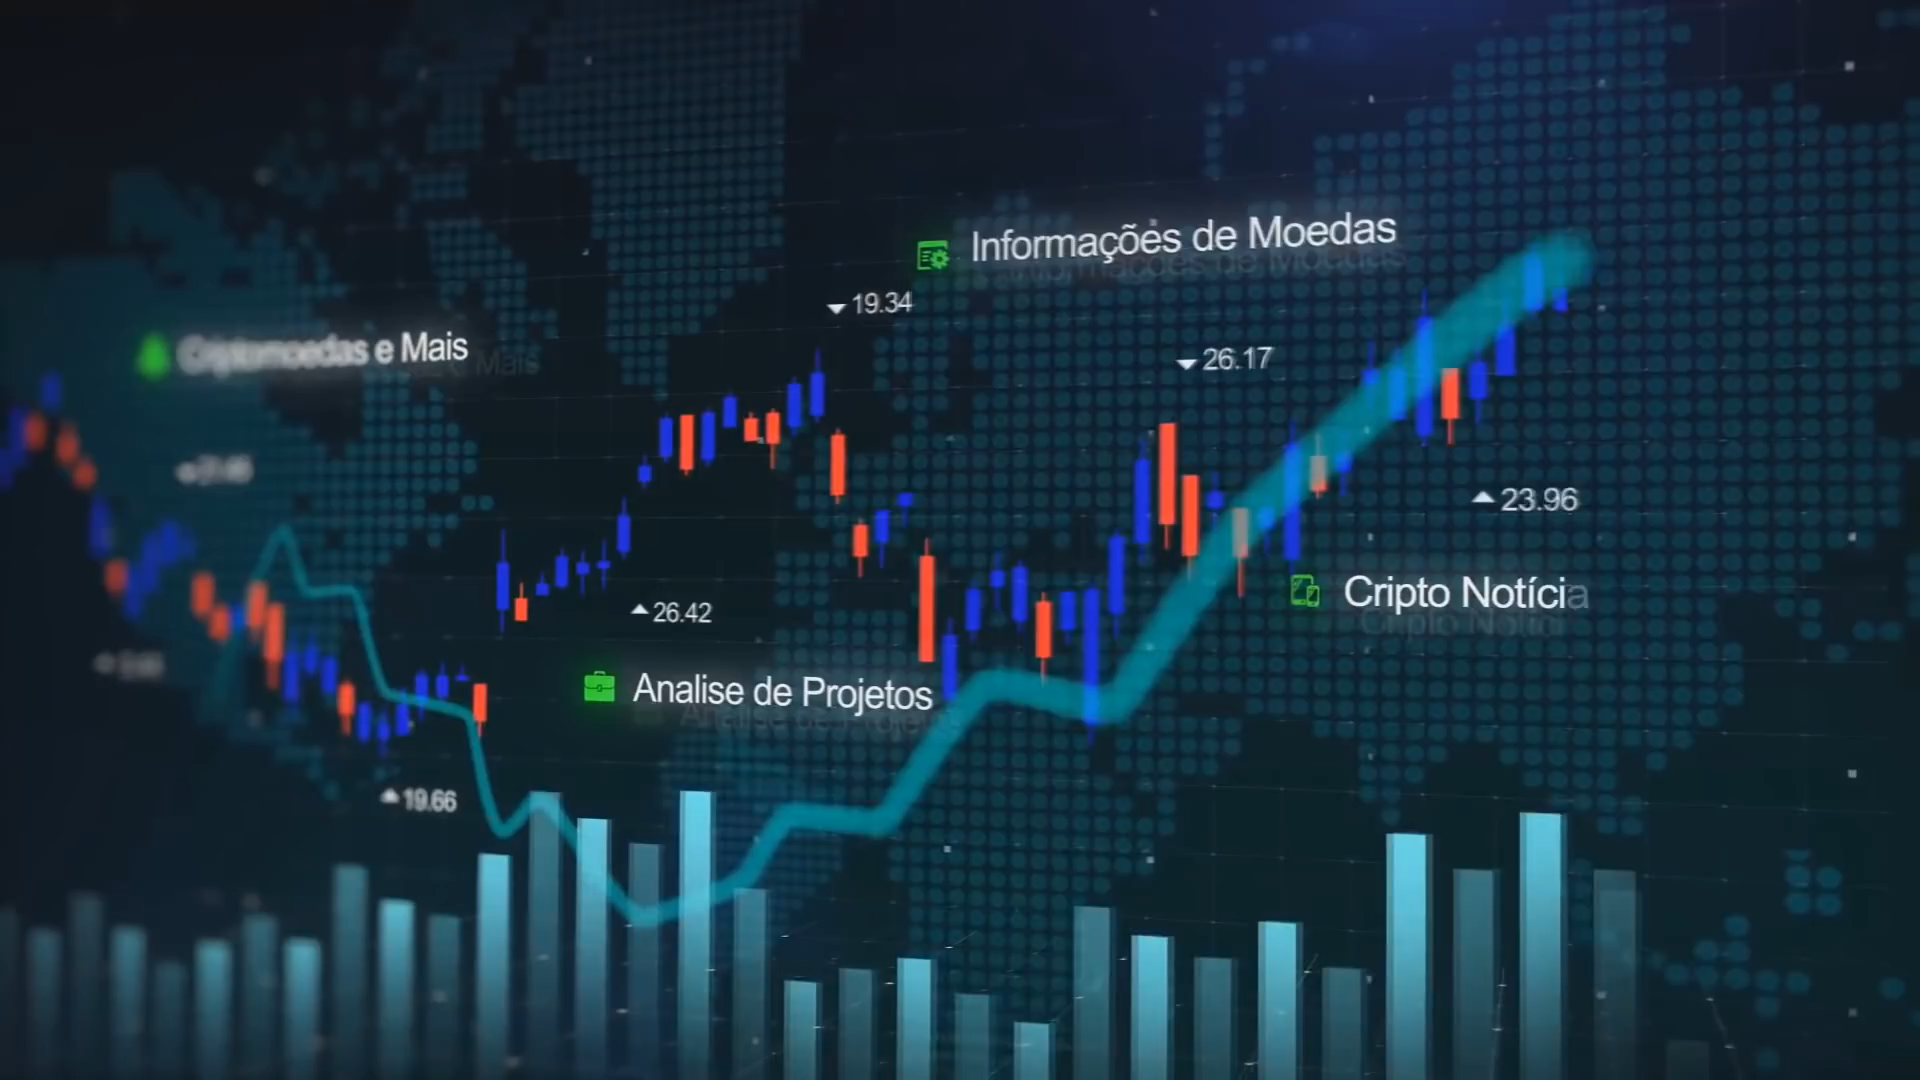 Informações de Moedas
19.34
Criptomoedas e Mais
26.17
23.96
Cripto Notícia
26.42
Analise de Projetos
19.66